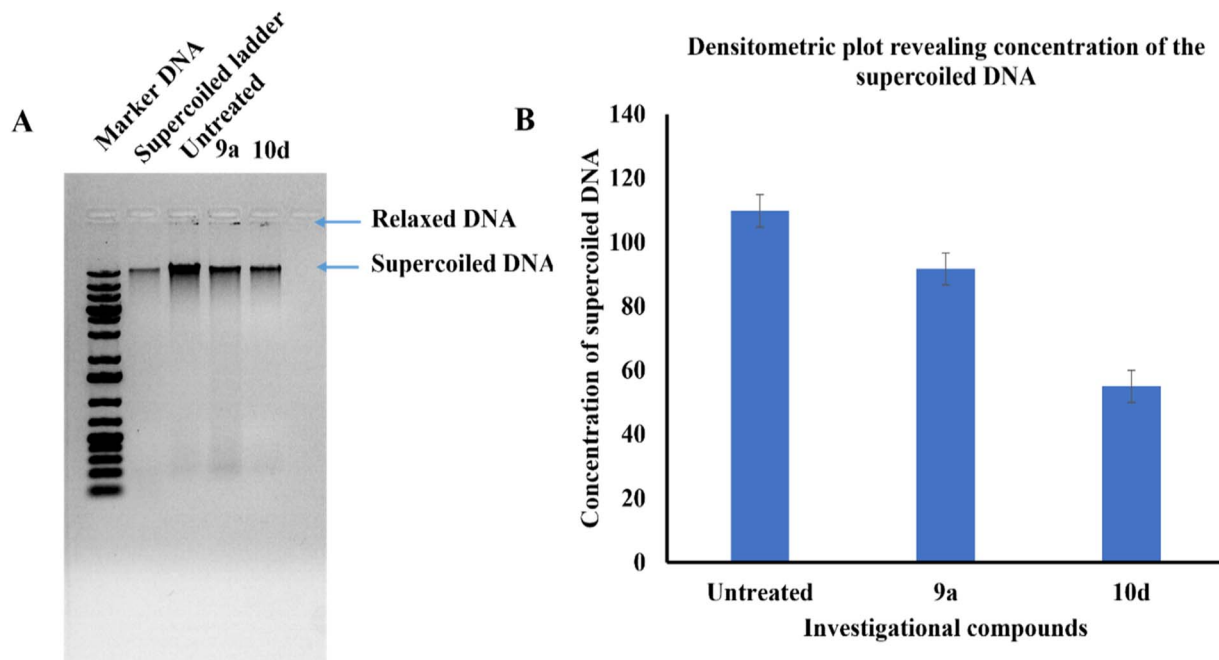 A
Marker DNA
Supercoiled ladder
Untreated
9a
10d
Relaxed DNA
Supercoiled DNA
B
Densitometric plot revealing concentration of the
supercoiled DNA
Concentration of supercoiled DNA
140
120
100
80
60
40
20
0
Untreated
9a
10d
Investigational compounds